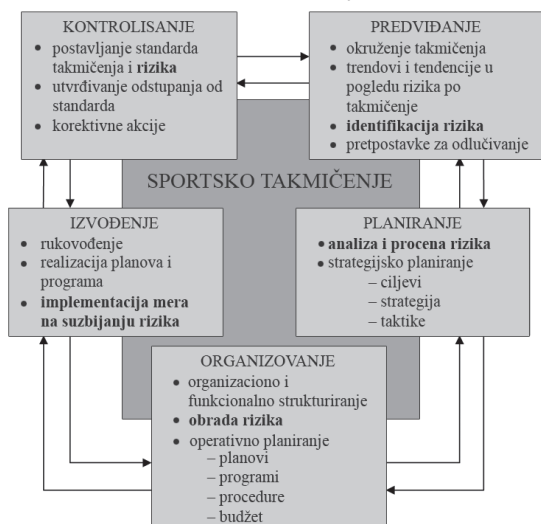 KONTROLISANJE
• postavljanje standarda
takmičenja i rizika
• utvrđivanje odstupanja od
standarda
• korektivne akcije
PREDVIĐANJE
• okruženje takmičenja
• trendovi i tendencije u
pogledu rizika po
takmičenje
• identifikacija rizika
• pretpostavke za odlučivanje
SPORTSKO TAKMIČENJE
IZVOĐENJE
• rukovođenje
• realizacija planova i
programa
• implementacija mera
na suzbijanju rizika
PLANIRANJE
• analiza i procena rizika
• strategijsko planiranje
– ciljevi
– strategija
– taktike
ORGANIZOVANJE
• organizaciono i
funkcionalno strukturiranje
• obrada rizika
• operativno planiranje
– planovi
– programi
– procedure
– budžet